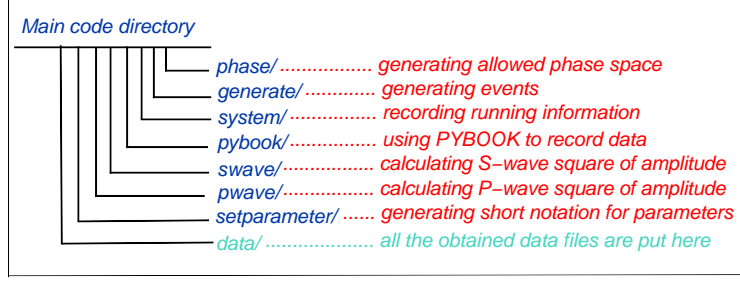 Main code directory
phase/ ................. generating allowed phase space
generate/ ............... generating events
system/ ................. recording running information
pybook/ ................. using PYBOOK to record data
swave/ .................. calculating S−wave square of amplitude
pwave/ .................. calculating P−wave square of amplitude
setparameter/ ...... generating short notation for parameters
data/ ..................... all the obtained data files are put here